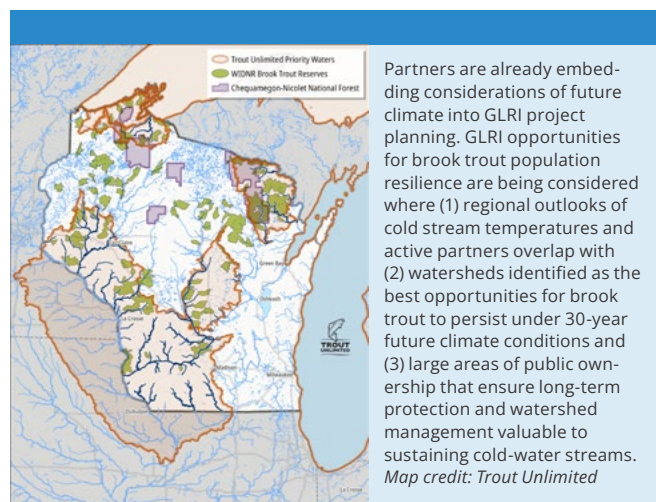 Trout Unlimited Priority Waters
WIDNR Brook Trout Reserves
Chequamegon-Nicolet National Forest
Green Bay
Oshkosh
La Crosse
TROUT
UNLIMITED
Madison
Milwaukee
Dubuque
La Crosse
Partners are already embed-
ding considerations of future
climate into GLRI project
planning. GLRI opportunities
for brook trout population
resilience are being considered
where (1) regional outlooks of
cold stream temperatures and
active partners overlap with
(2) watersheds identified as the
best opportunities for brook
trout to persist under 30-year
future climate conditions and
(3) large areas of public own-
ership that ensure long-term
protection and watershed
management valuable to
sustaining cold-water streams.
Map credit: Trout Unlimited